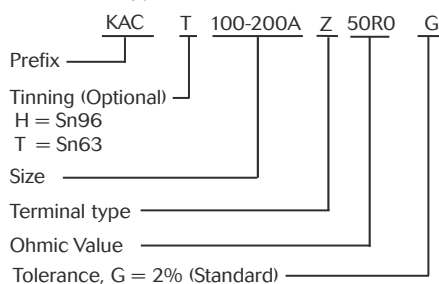 KAC T 100-200A Z 50R0 G
Prefix
Tinning (Optional)
H = Sn96
T = Sn63
Size
Terminal type
Ohmic Value
Tolerance, G = 2% (Standard)